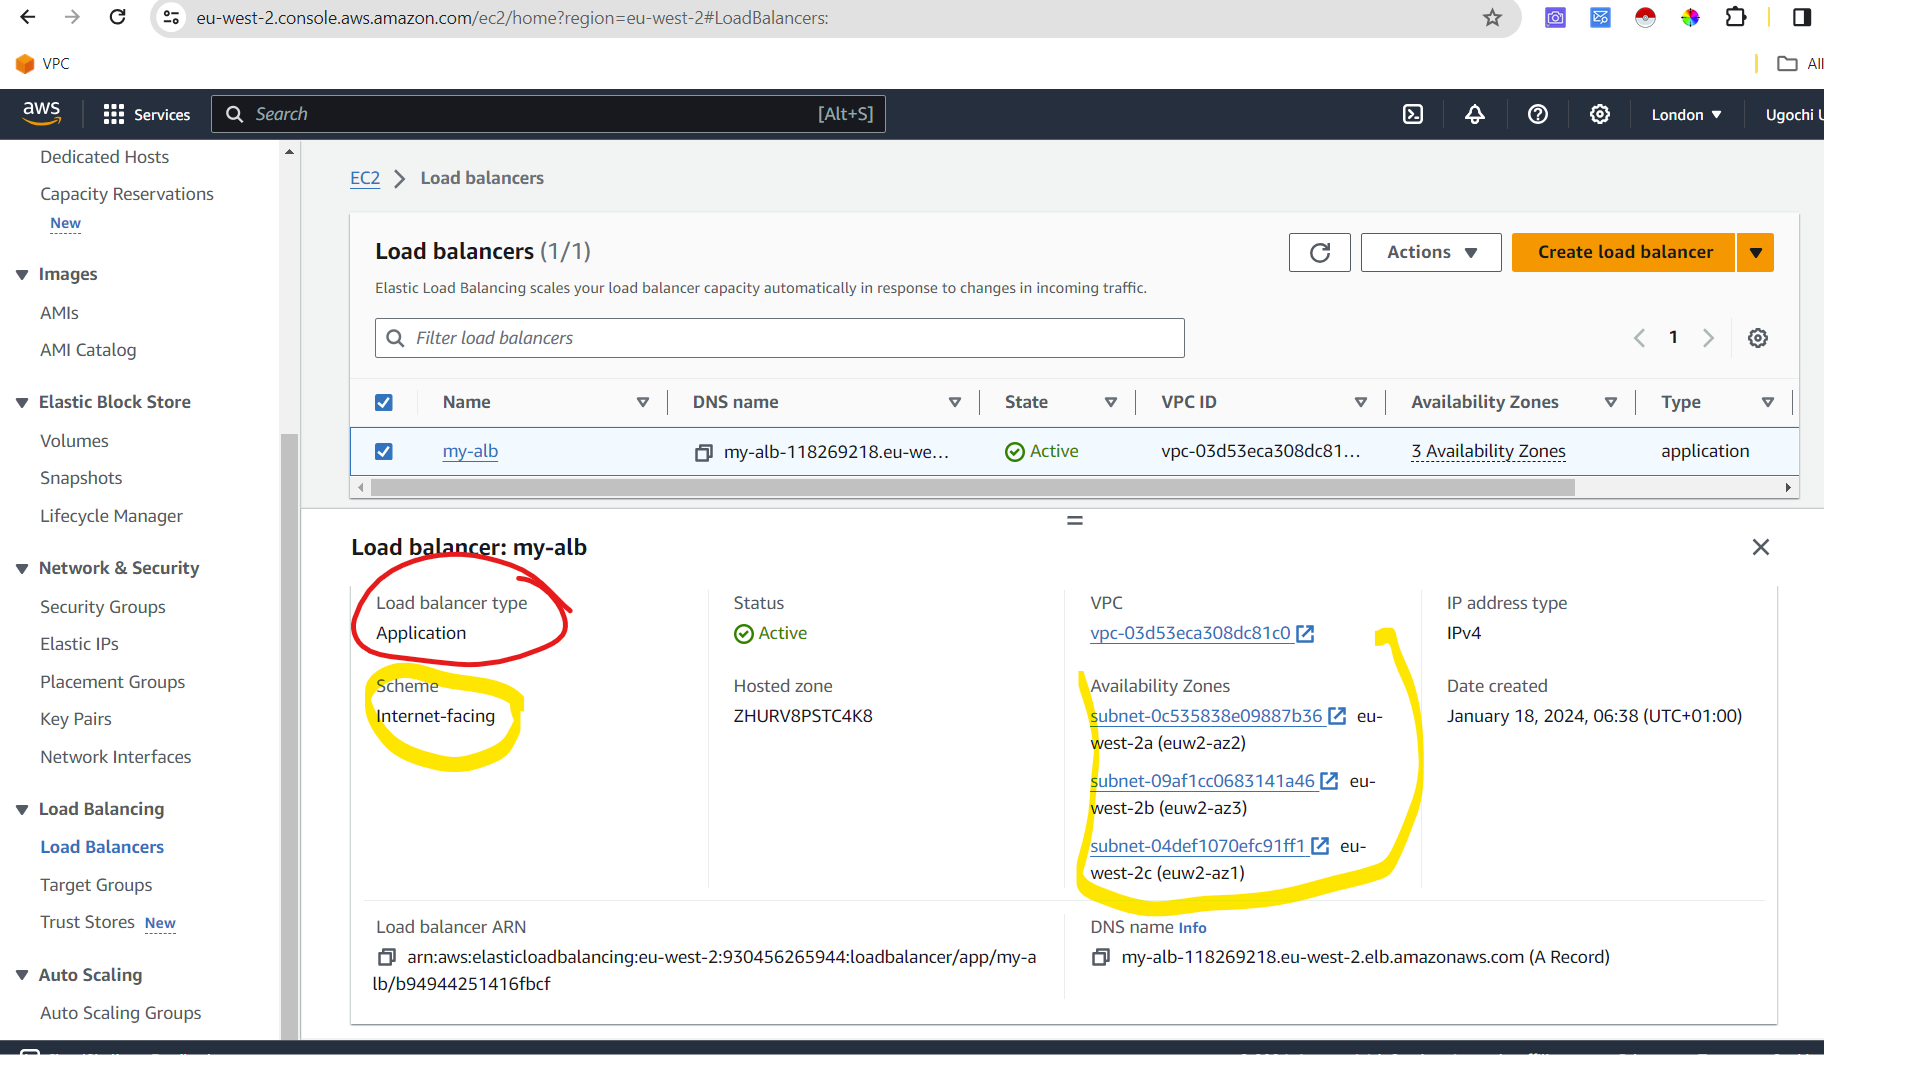 eu-west-2.console.aws.amazon.com/ec2/home?region=eu-west-2#LoadBalancers:
VPC
All
aws
Services
Search
[Alt+S]
London
Ugochi
Dedicated Hosts
Capacity Reservations
New
Images
AMIs
AMI Catalog
Elastic Block Store
Volumes
Snapshots
Lifecycle Manager
Network & Security
Security Groups
Elastic IPs
Placement Groups
Key Pairs
Network Interfaces
Load Balancing
Load Balancers
Target Groups
Trust Stores New
Auto Scaling
Auto Scaling Groups
EC2 Load balancers
Load balancers (1/1)
Actions
Create load balancer
Elastic Load Balancing scales your load balancer capacity automatically in response to changes in incoming traffic.
Filter load balancers
1
Name DNS name State VPC ID Availability Zones Type
my-alb my-alb-118269218.eu-we... Active vpc-03d53eca308dc81... 3 Availability Zones application
Load balancer: my-alb
Load balancer type
Application
Status
Active
VPC
vpc-03d53eca308dc81c0
IP address type
IPv4
Scheme
Internet-facing
Hosted zone
ZHURV8PSTC4K8
Availability Zones
subnet-0c535838e09887b36 eu-
west-2a (euw2-az2)
subnet-09af1cc0683141a46 eu-
west-2b (euw2-az3)
subnet-04def1070efc91ff1 eu-
west-2c (euw2-az1)
Date created
January 18, 2024, 06:38 (UTC+01:00)
Load balancer ARN
arn:aws:elasticloadbalancing:eu-west-2:930456265944:loadbalancer/app/my-a
lb/b94944251416fbcf
DNS name Info
my-alb-118269218.eu-west-2.elb.amazonaws.com (A Record)